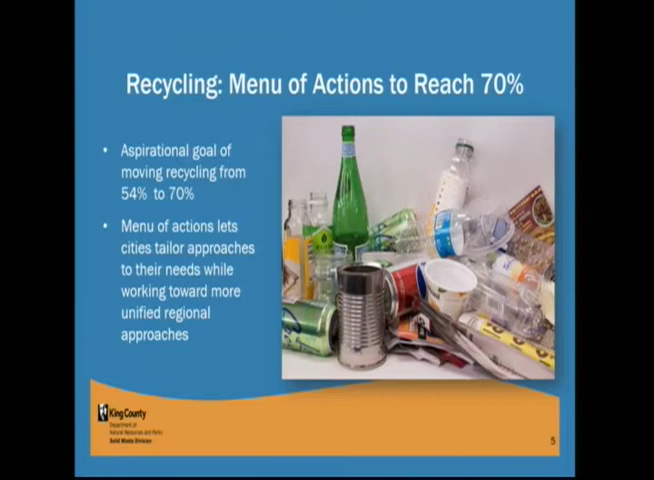 Recycling: Menu of Actions to Reach 70%
• Aspirational goal of
moving recycling from
54% to 70%
• Menu of actions lets
cities tailor approaches
to their needs while
working toward more
unified regional
approaches
King County
Department of
Natural Resources and Parks
Solid Waste Division
5